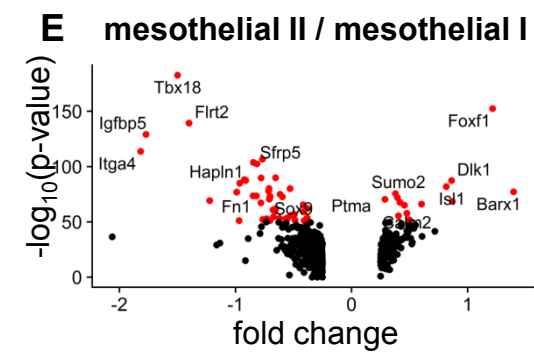 E mesothelial II / mesothelial I
-log10(p-value)
150
100
50
0
Tbx18
Flrt2
Igfbp5
Itga4
Sfrp5
Hapln1
Fn1
Sox9
Foxf1
Dlk1
Sumo2
Isl1
Barx1
Ptma
-2 -1 0 1
fold change